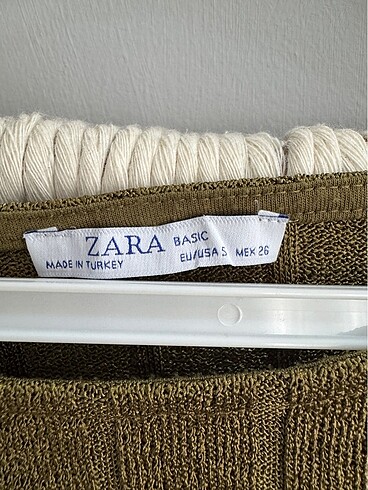 ZARA BASIC
MADE IN TURKEY EU/USA S MEX 26